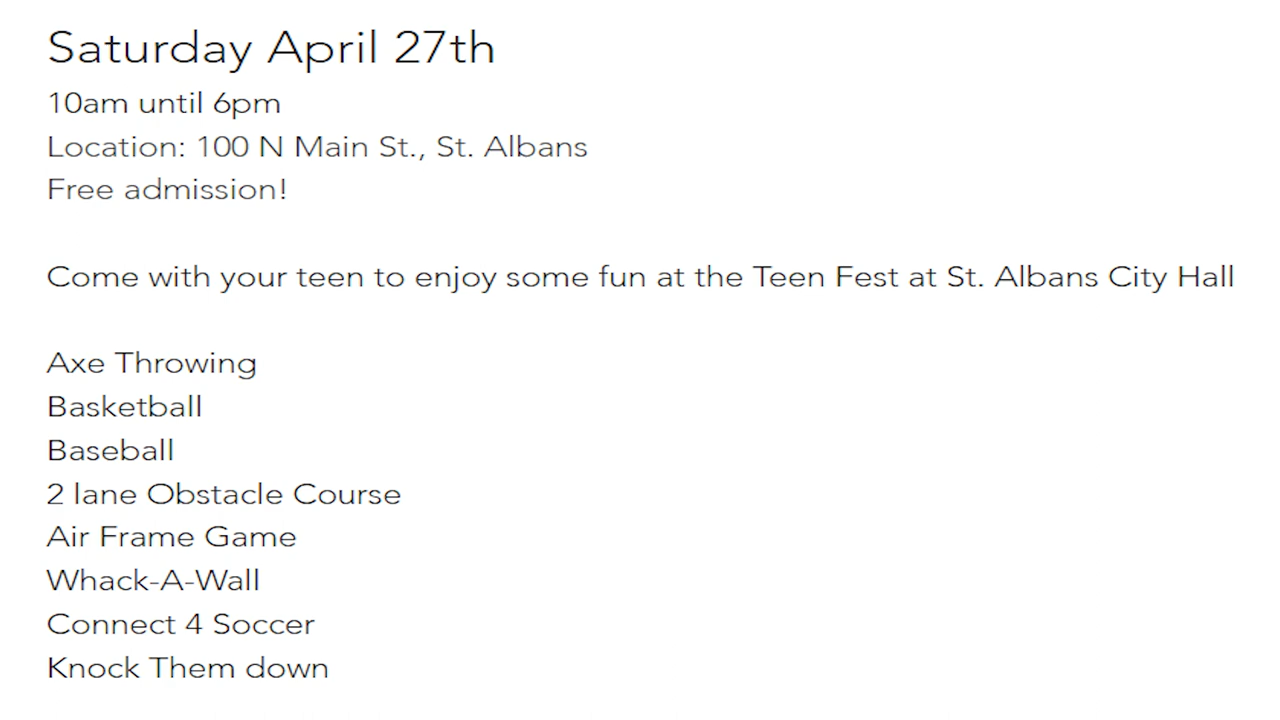 Saturday April 27th
10am until 6pm
Location: 100 N Main St., St. Albans
Free admission!
Come with your teen to enjoy some fun at the Teen Fest at St. Albans City Hall
Axe Throwing
Basketball
Baseball
2 lane Obstacle Course
Air Frame Game
Whack-A-Wall
Connect 4 Soccer
Knock Them down